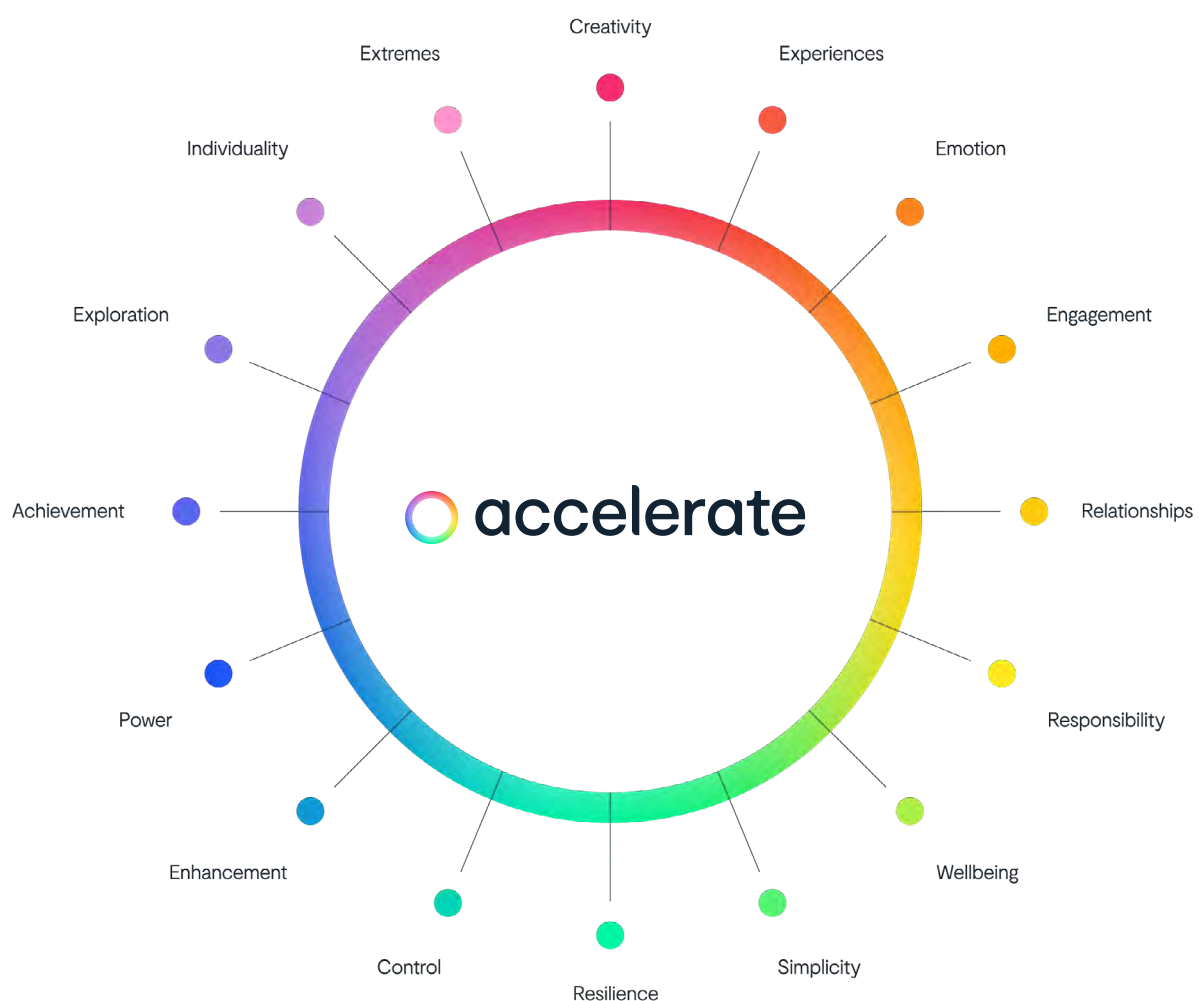 Creativity
Extremes
Experiences
Individuality
Emotion
Exploration
Engagement
Achievement
accelerate
Relationships
Power
Responsibility
Enhancement
Wellbeing
Control
Simplicity
Resilience